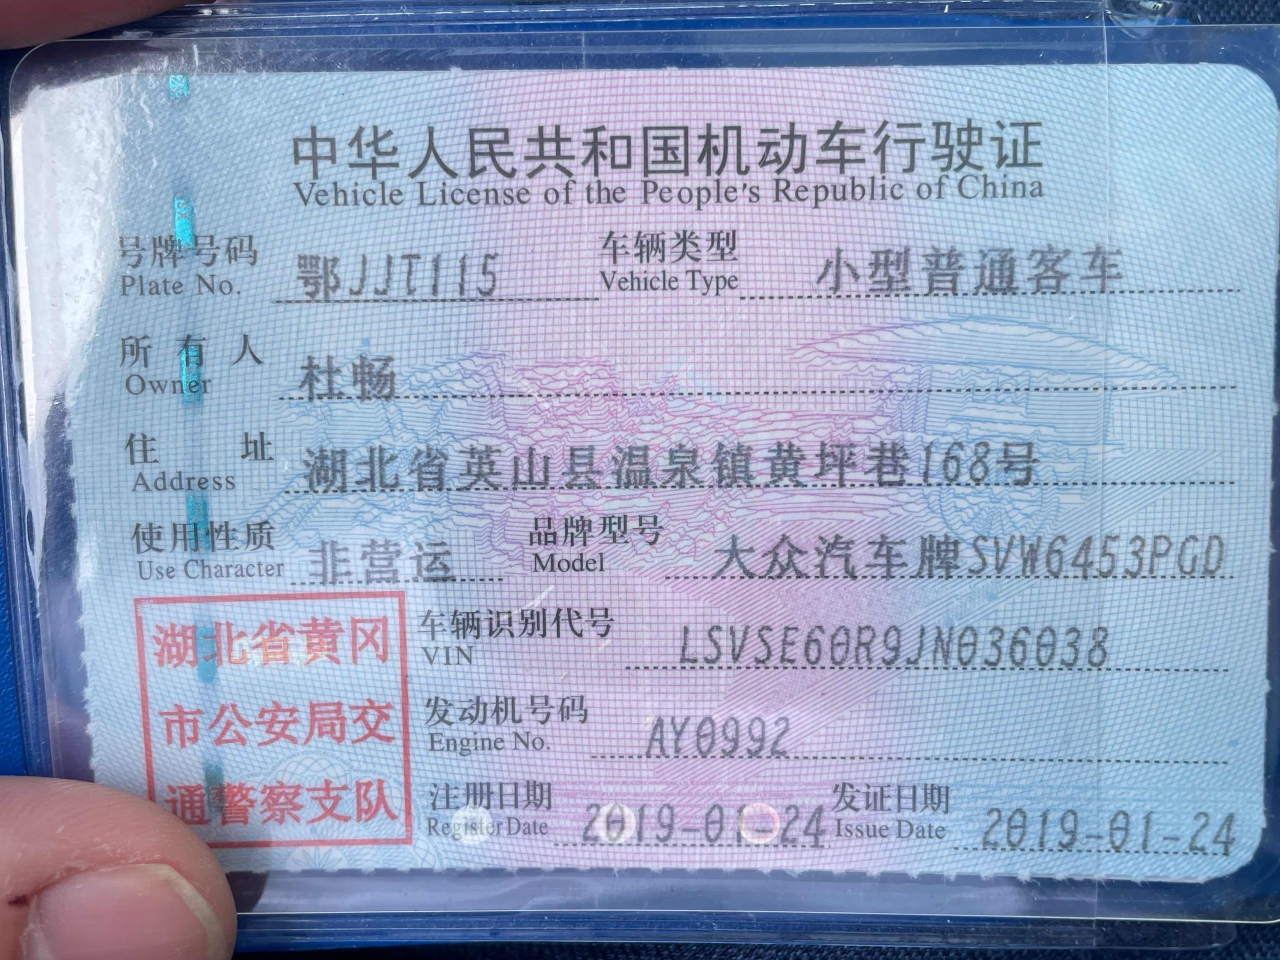 中华人民共和国机动车行驶证
Vehicle License of the People's Republic of China
号牌号码 鄂JJT115 车辆类型 小型普通客车
Plate No. Vehicle Type
所有人 杜畅
Owner
住址 湖北省英山县温泉镇黄坪巷168号
Address
使用性质 非营运 品牌型号 大众汽车牌SVW6453PGD
Use Character Model
湖北省黄冈
市公安局交
通警察支队
车辆识别代号 LSVSE60R9JN036038
VIN
发动机号码 AY0992
Engine No.
注册日期 2019-01-24 发证日期 2019-01-24
Register Date Issue Date